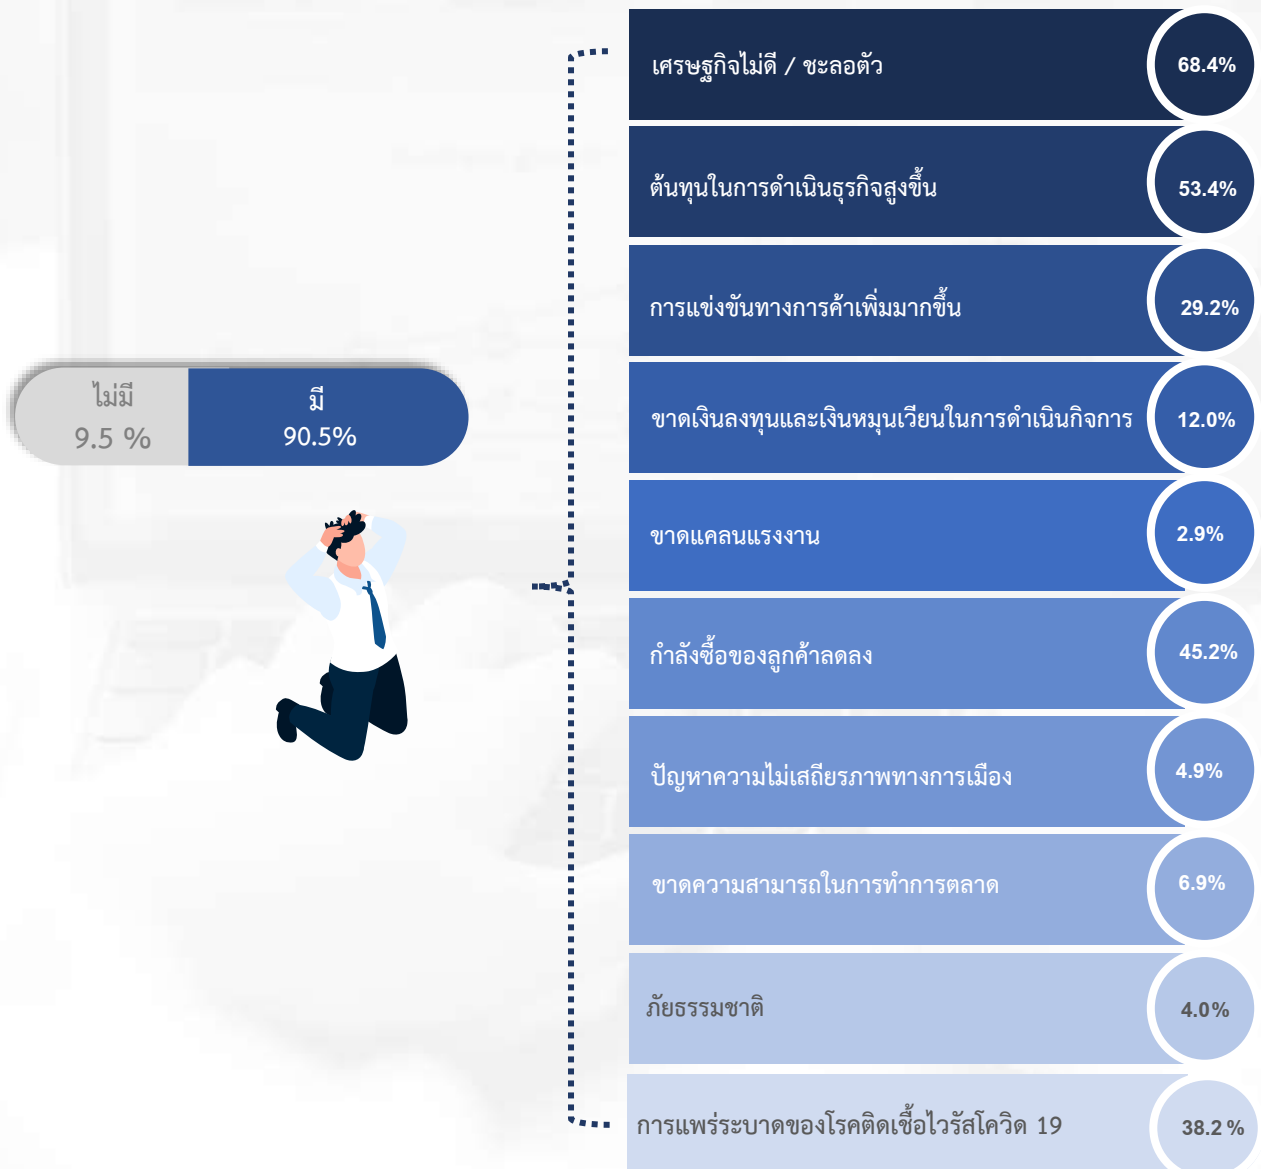 ไม่มี
9.5 %
มี
90.5%
เศรษฐกิจไม่ดี / ชะลอตัว
68.4%
ต้นทุนในการดำเนินธุรกิจสูงขึ้น
53.4%
การแข่งขันทางการค้าเพิ่มมากขึ้น
29.2%
ขาดเงินลงทุนและเงินหมุนเวียนในการดำเนินกิจการ
12.0%
ขาดแคลนแรงงาน
2.9%
กำลังซื้อของลูกค้าลดลง
45.2%
ปัญหาความไม่เสถียรภาพทางการเมือง
4.9%
ขาดความสามารถในการทำการตลาด
6.9%
ภัยธรรมชาติ
4.0%
การแพร่ระบาดของโรคติดเชื้อไวรัสโควิด 19
38.2 %